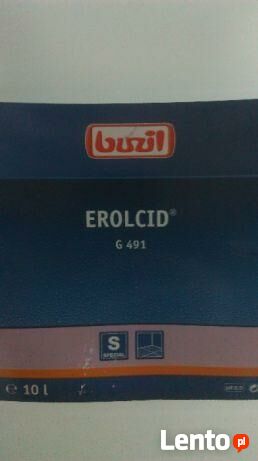 buzil
EROLCID®
G 491
S
SPECIAL
℮ 10 l
Lento.pl